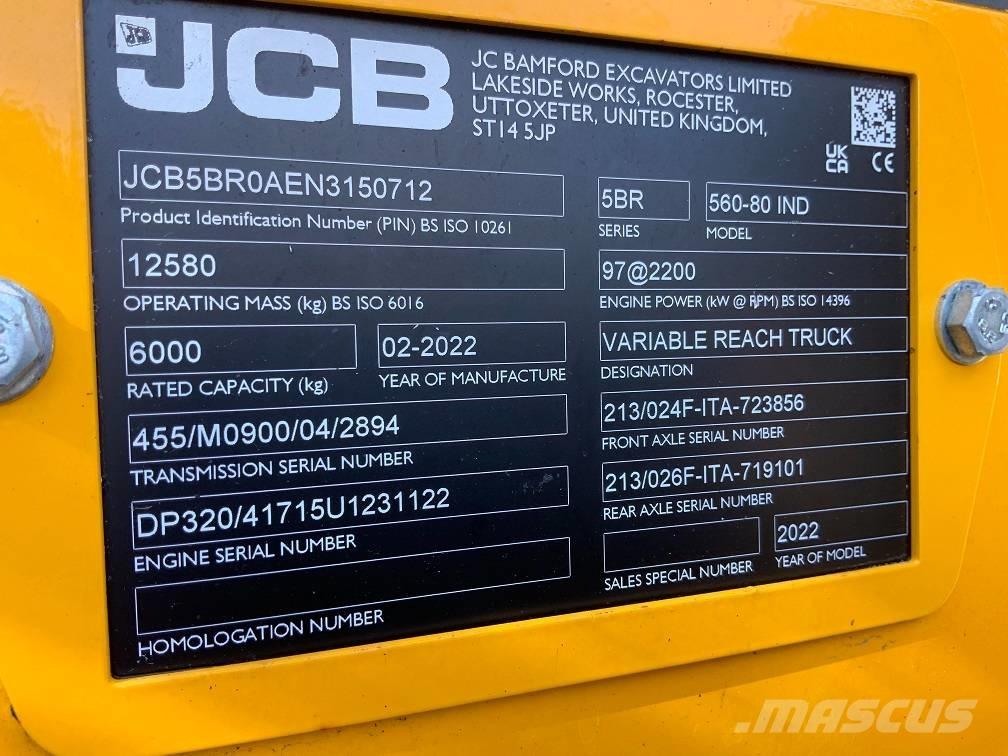 JCB
JC BAMFORD EXCAVATORS LIMITED
LAKESIDE WORKS, ROCESTER,
UTTOXETER, UNITED KINGDOM,
ST14 5JP
UK
CA CE
JCB5BR0AEN3150712
Product Identification Number (PIN) BS ISO 10261
5BR
SERIES
560-80 IND
MODEL
12580
OPERATING MASS (kg) BS ISO 6016
97@2200
ENGINE POWER (kW @ RPM) BS ISO 14396
6000
RATED CAPACITY (kg)
02-2022
YEAR OF MANUFACTURE
VARIABLE REACH TRUCK
DESIGNATION
455/M0900/04/2894
TRANSMISSION SERIAL NUMBER
213/024F-ITA-723856
FRONT AXLE SERIAL NUMBER
DP320/41715U1231122
ENGINE SERIAL NUMBER
213/026F-ITA-719101
REAR AXLE SERIAL NUMBER
SALES SPECIAL NUMBER
2022
YEAR OF MODEL
HOMOLOGATION NUMBER
MASCUS